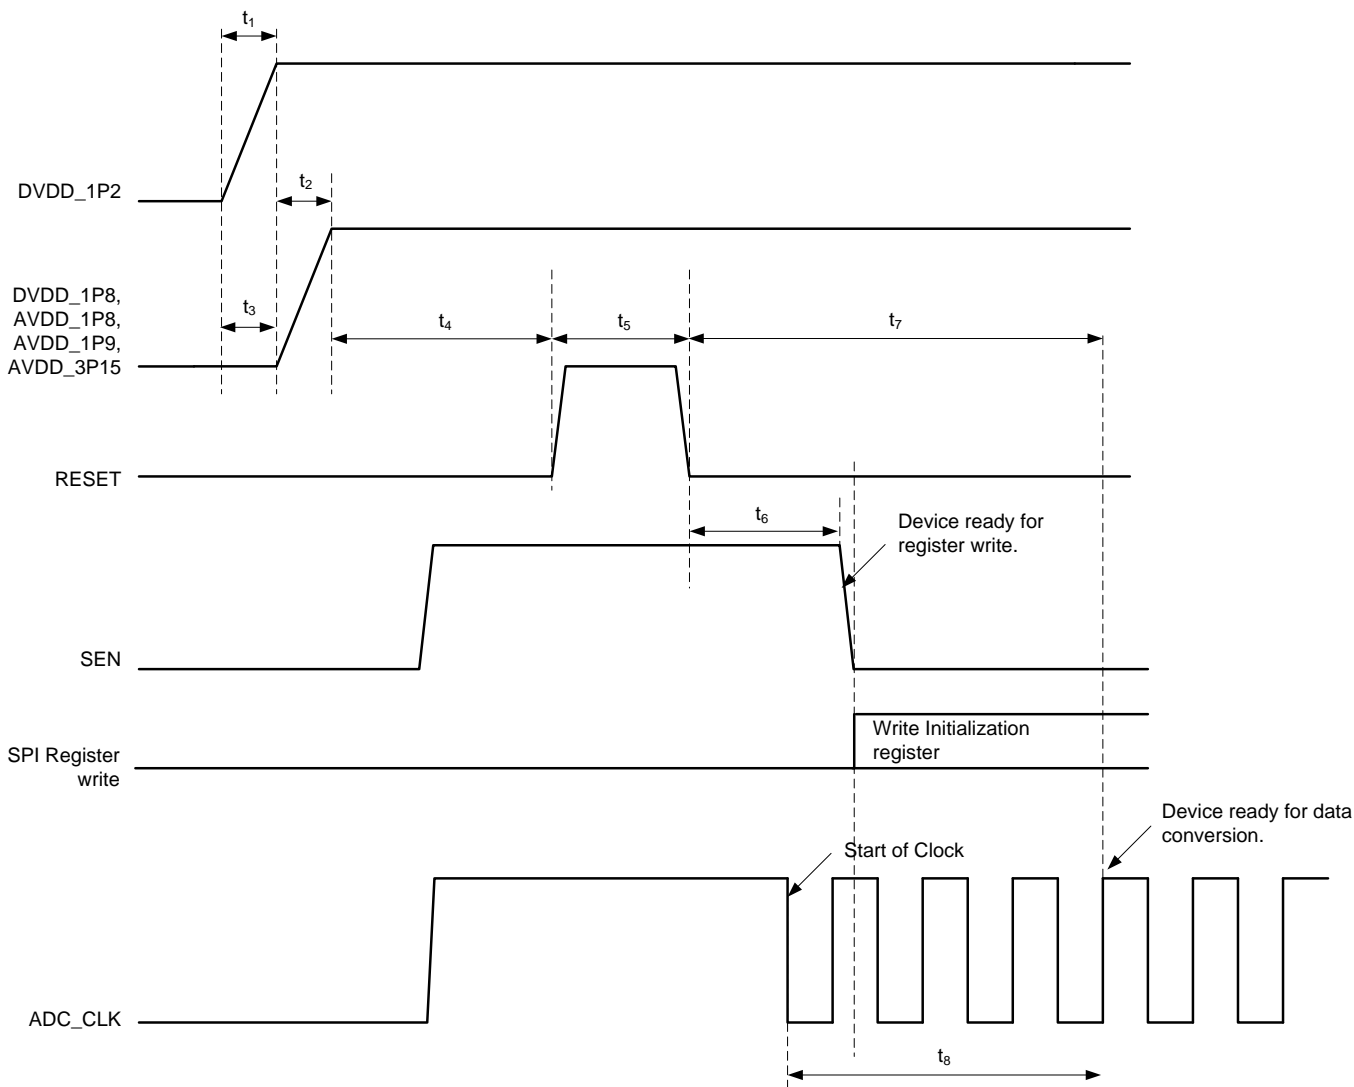 t1
DVDD_1P2
t2
DVDD_1P8,
AVDD_1P8,
AVDD_1P9,
AVDD_3P15
t3
t4
t5
t7
RESET
t6
Device ready for
register write.
SEN
SPI Register
write
Write Initialization
register
Device ready for data
conversion.
Start of Clock
ADC_CLK
t8